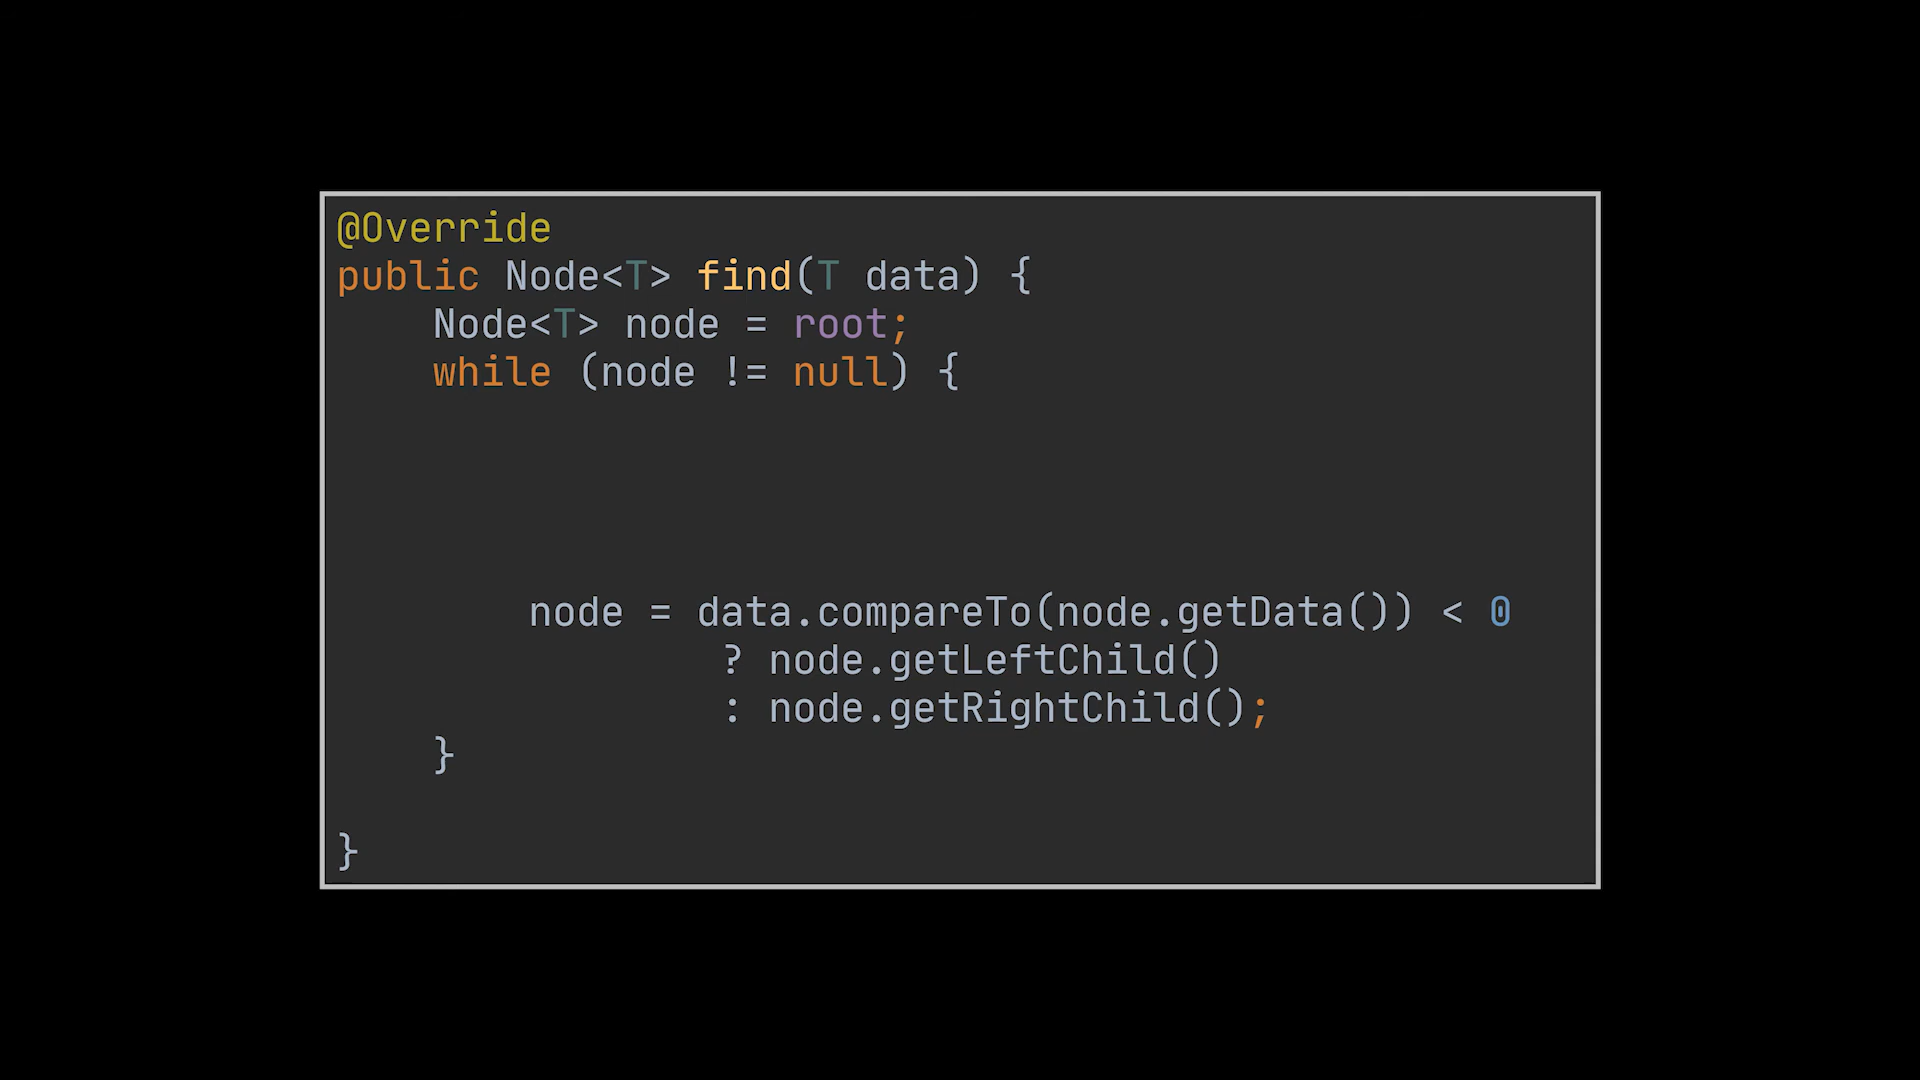 @Override
public Node<T> find(T data) {
    Node<T> node = root;
    while (node != null) {
        node = data.compareTo(node.getData()) < 0
                ? node.getLeftChild()
                : node.getRightChild();
    }
}